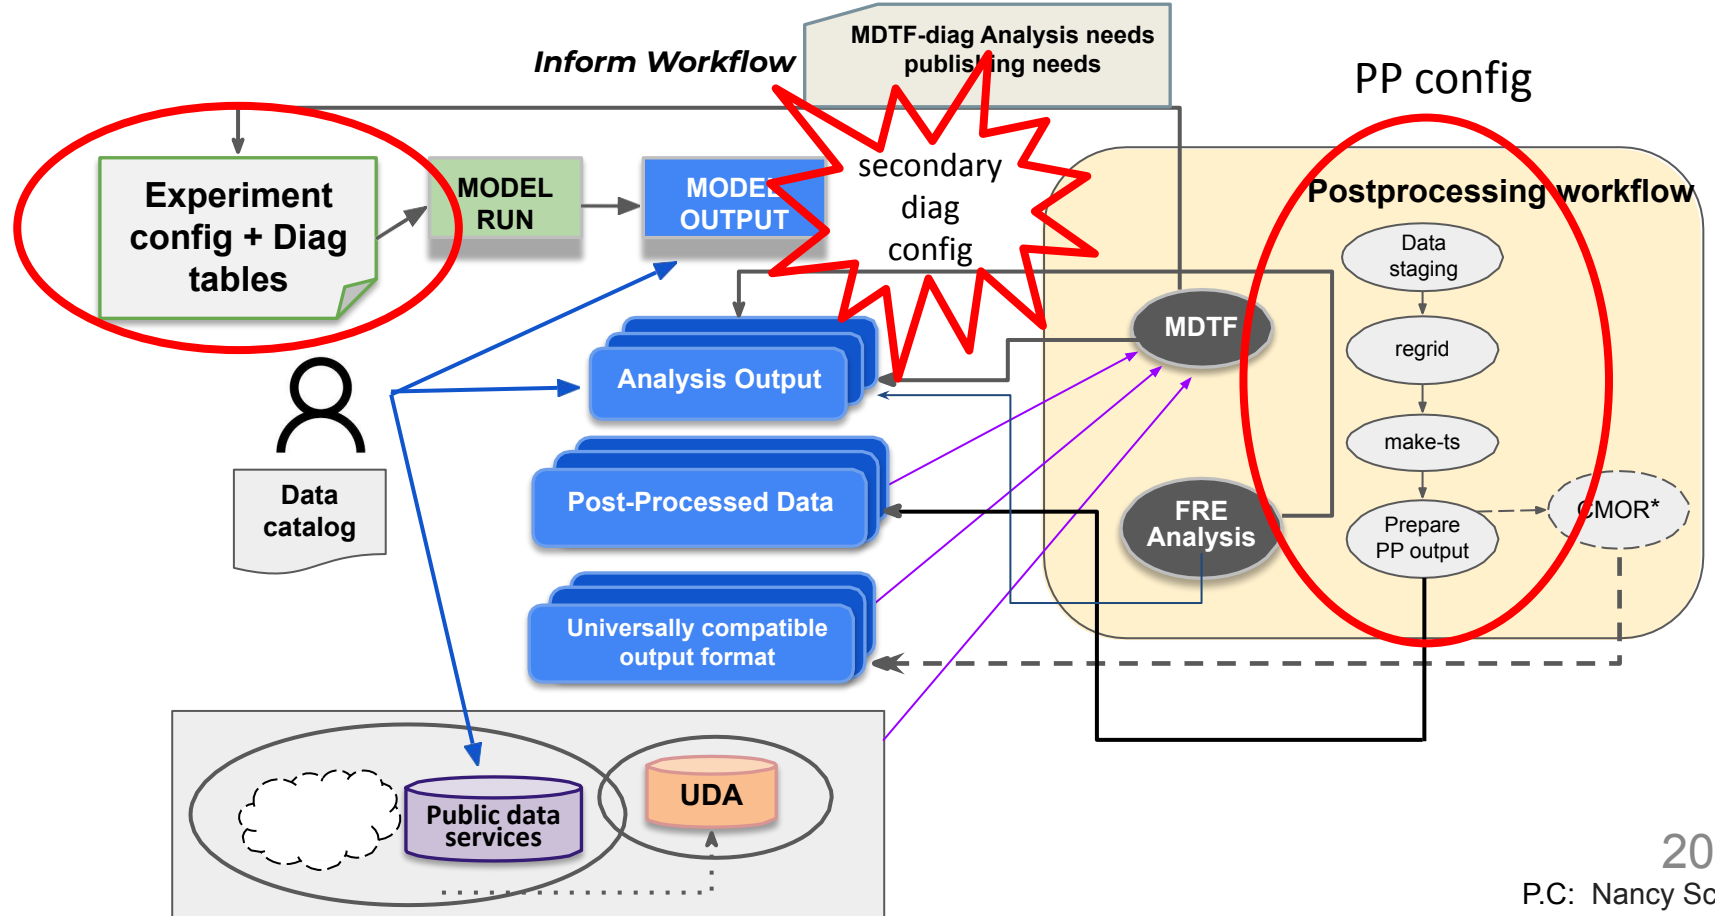 MDTF-diag Analysis needs
publishing needs
Inform Workflow
PP config
Experiment
config + Diag
tables
MODEL
RUN
MODEL
OUTPUT
secondary
diag
config
Postprocessing workflow
Data
staging
MDTF
regrid
Analysis Output
make-ts
Data
catalog
Post-Processed Data
FRE
Analysis
Prepare
PP output
CMOR*
Universally compatible
output format
Public data
services
UDA
20
P.C: Nancy Sc